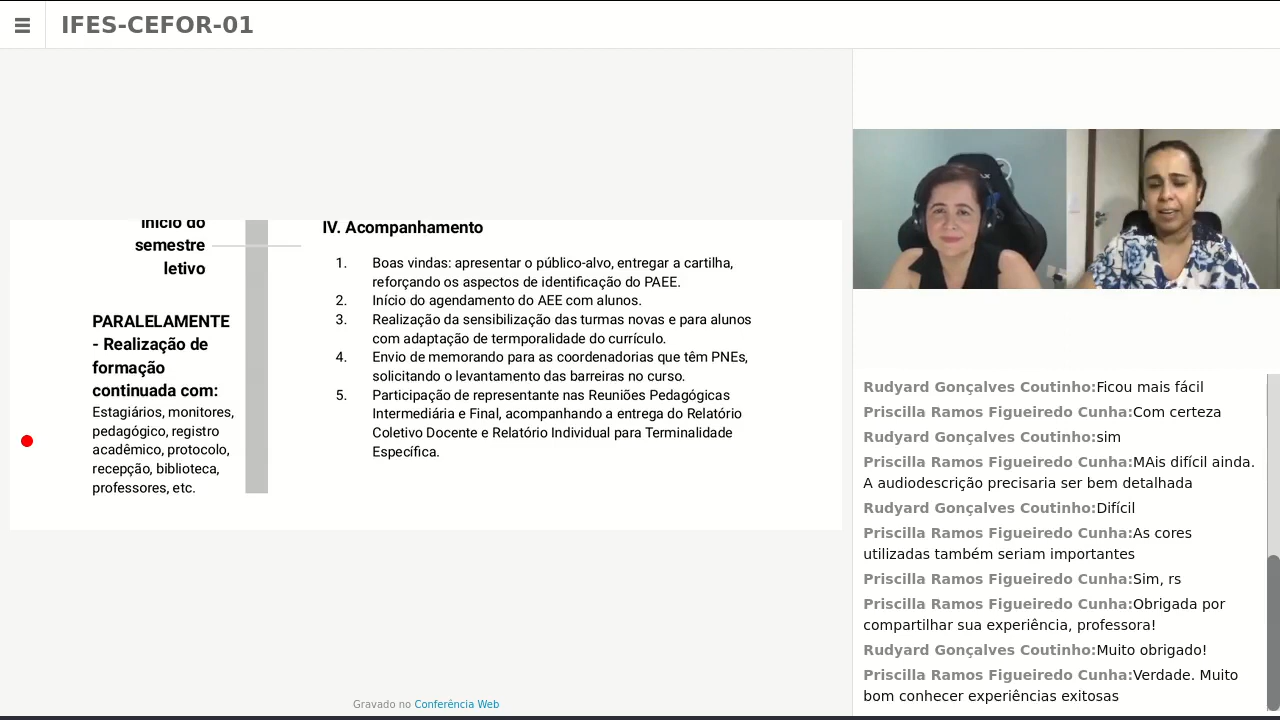 IFES-CEFOR-01
início do
semestre
letivo
PARALELAMENTE
- Realização de
formação
continuada com:
Estagiários, monitores,
pedagógico, registro
acadêmico, protocolo,
recepção, biblioteca,
professores, etc.
IV. Acompanhamento
1. Boas vindas: apresentar o público-alvo, entregar a cartilha,
reforçando os aspectos de identificação do PAEE.
2. Início do agendamento do AEE com alunos.
3. Realização da sensibilização das turmas novas e para alunos
com adaptação de termporalidade do currículo.
4. Envio de memorando para as coordenadorias que têm PNEs,
solicitando o levantamento das barreiras no curso.
5. Participação de representante nas Reuniões Pedagógicas
Intermediária e Final, acompanhando a entrega do Relatório
Coletivo Docente e Relatório Individual para Terminalidade
Específica.
Rudyard Gonçalves Coutinho:Ficou mais fácil
Priscilla Ramos Figueiredo Cunha:Com certeza
Rudyard Gonçalves Coutinho:sim
Priscilla Ramos Figueiredo Cunha:MAis difícil ainda.
A audiodescrição precisaria ser bem detalhada
Rudyard Gonçalves Coutinho:Difícil
Priscilla Ramos Figueiredo Cunha:As cores
utilizadas também seriam importantes
Priscilla Ramos Figueiredo Cunha:Sim, rs
Priscilla Ramos Figueiredo Cunha:Obrigada por
compartilhar sua experiência, professora!
Rudyard Gonçalves Coutinho:Muito obrigado!
Priscilla Ramos Figueiredo Cunha:Verdade. Muito
bom conhecer experiências exitosas
Gravado no Conferência Web